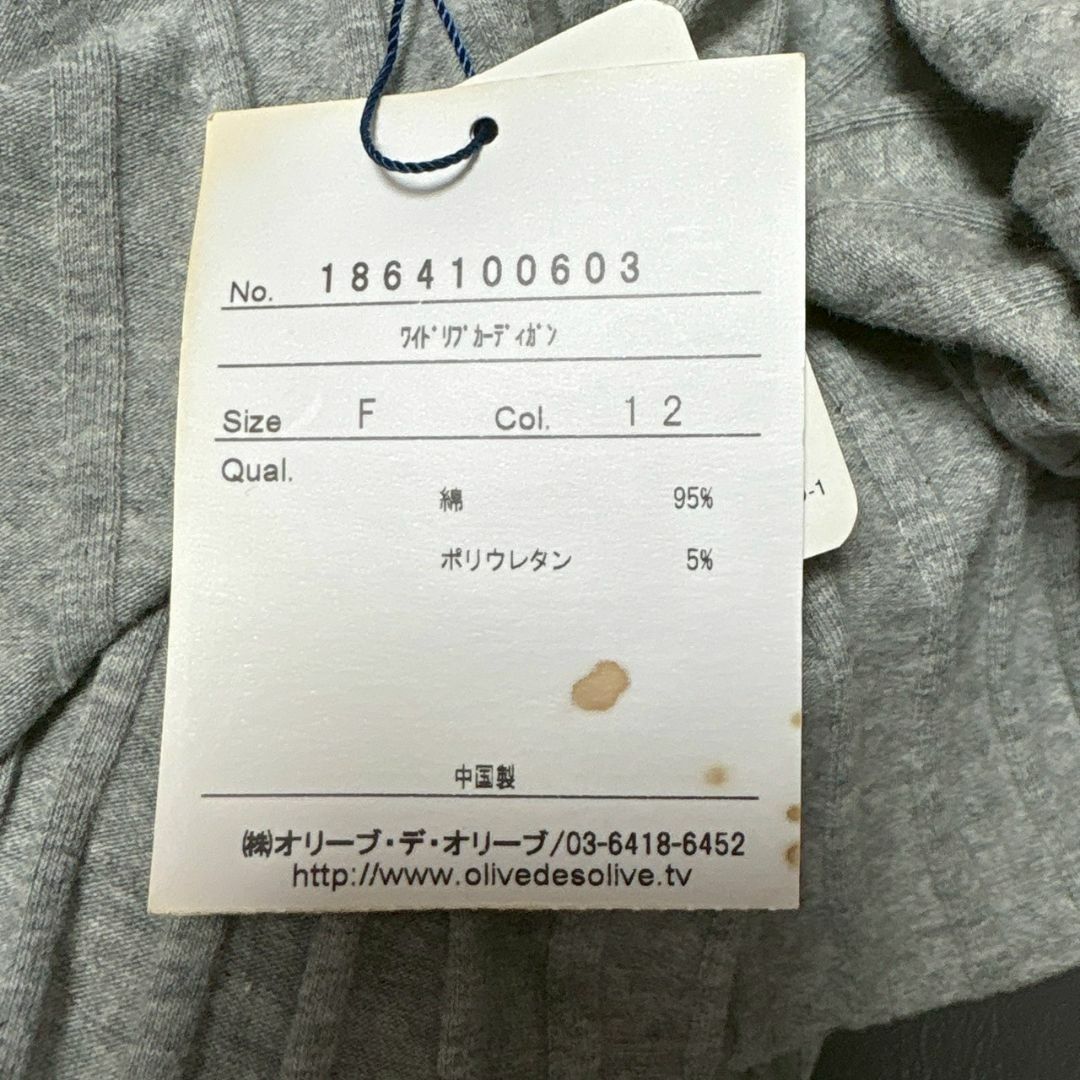 No. 1864100603
ﾜｲﾄﾞﾘﾌﾞｶｰﾃﾞｨｶﾞﾝ
Size F Col. 12
Qual.
綿 95%
ポリウレタン 5%
中国製
㈱オリーブ・デ・オリーブ/03-6418-6452
http://www.olivedesolive.tv
-1